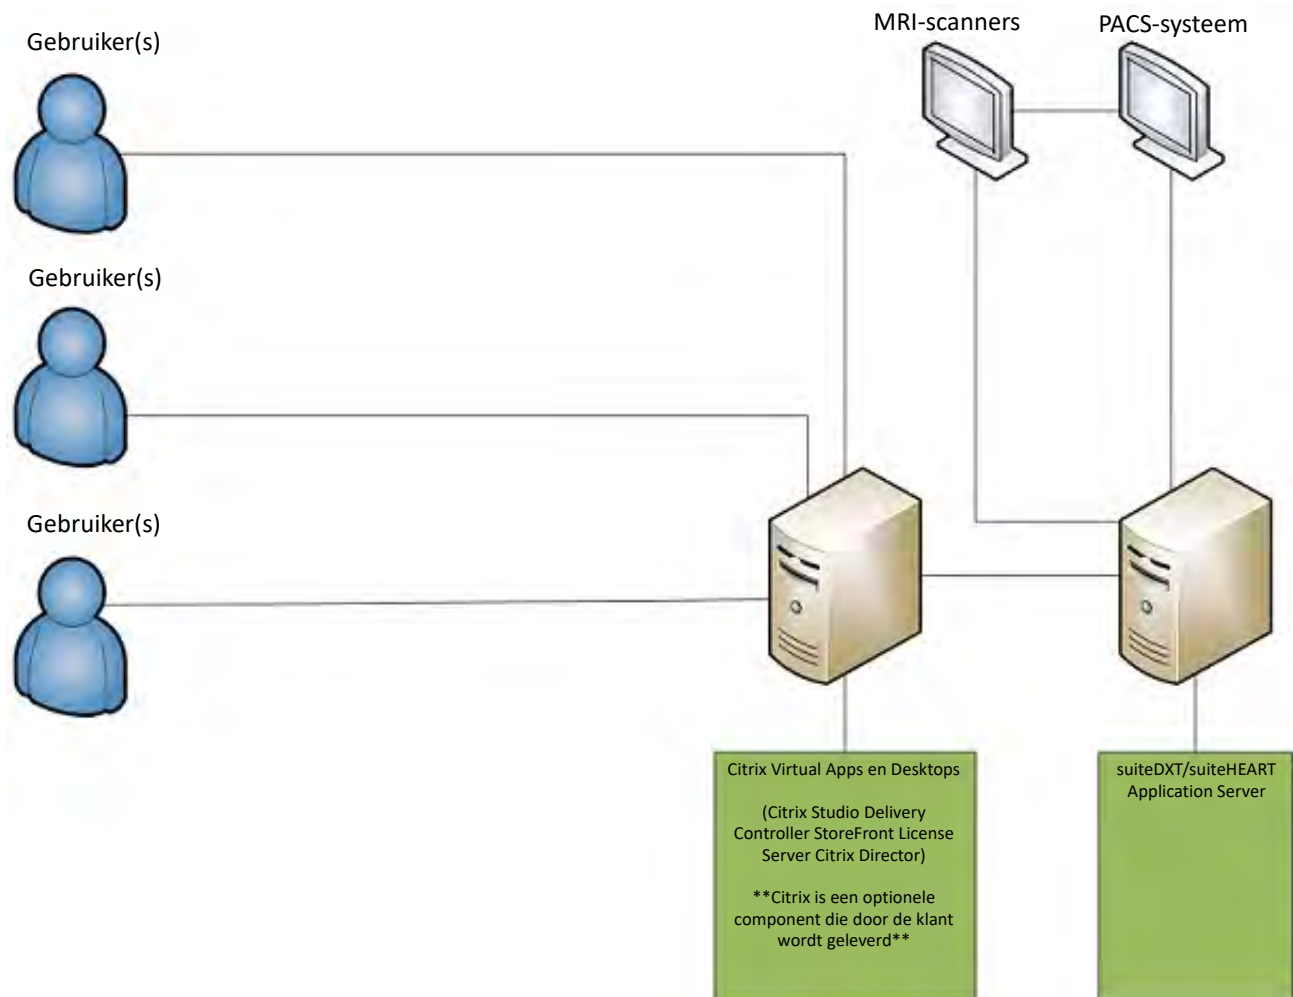 Gebruiker(s)
MRI-scanners
PACS-systeem
Gebruiker(s)
Gebruiker(s)
Citrix Virtual Apps en Desktops
(Citrix Studio Delivery
Controller StoreFront License
Server Citrix Director)
**Citrix is een optionele
component die door de klant
wordt geleverd**
suiteDXT/suiteHEART
Application Server